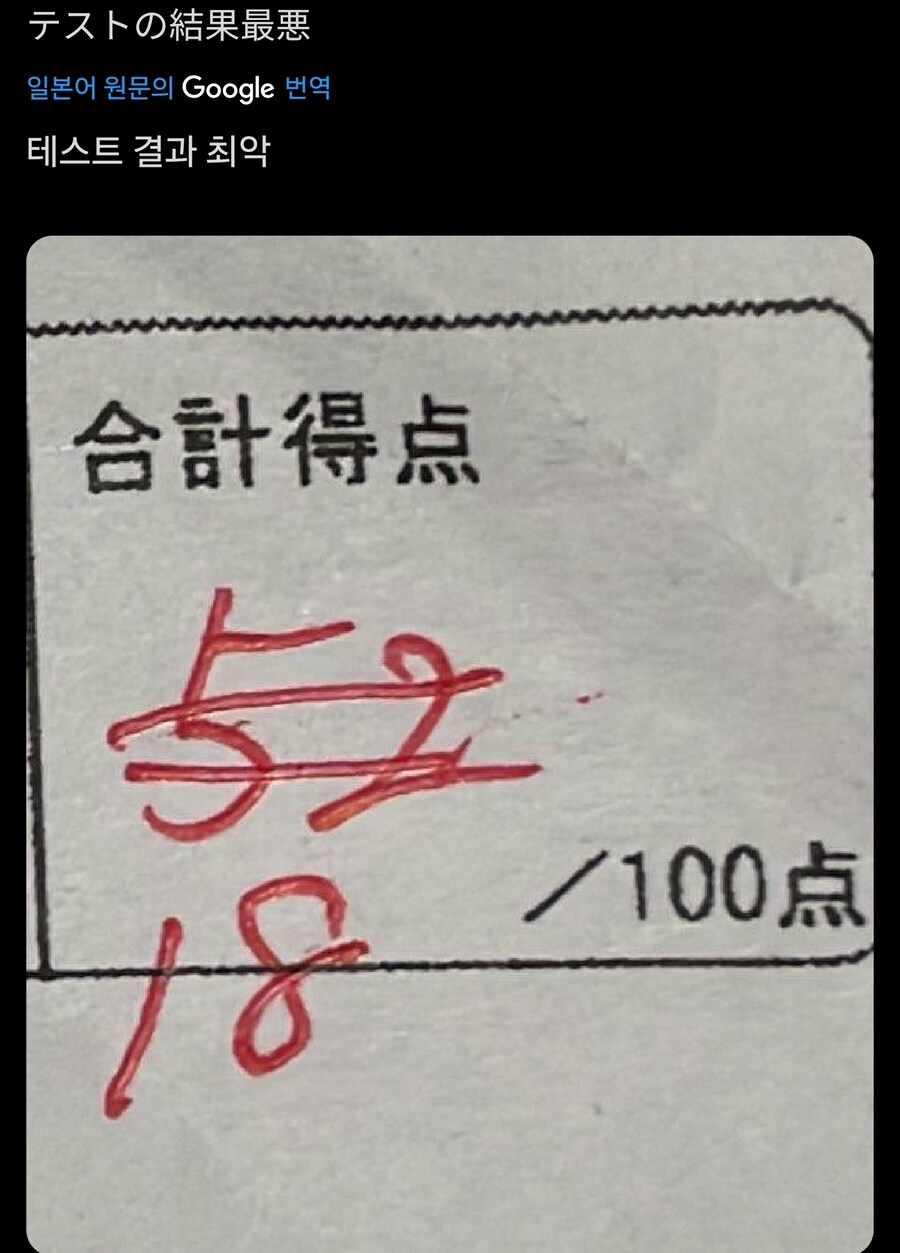 テストの結果最悪
일본어 원문의 Google 번역
테스트 결과 최악
合計得点
52
/100点
18